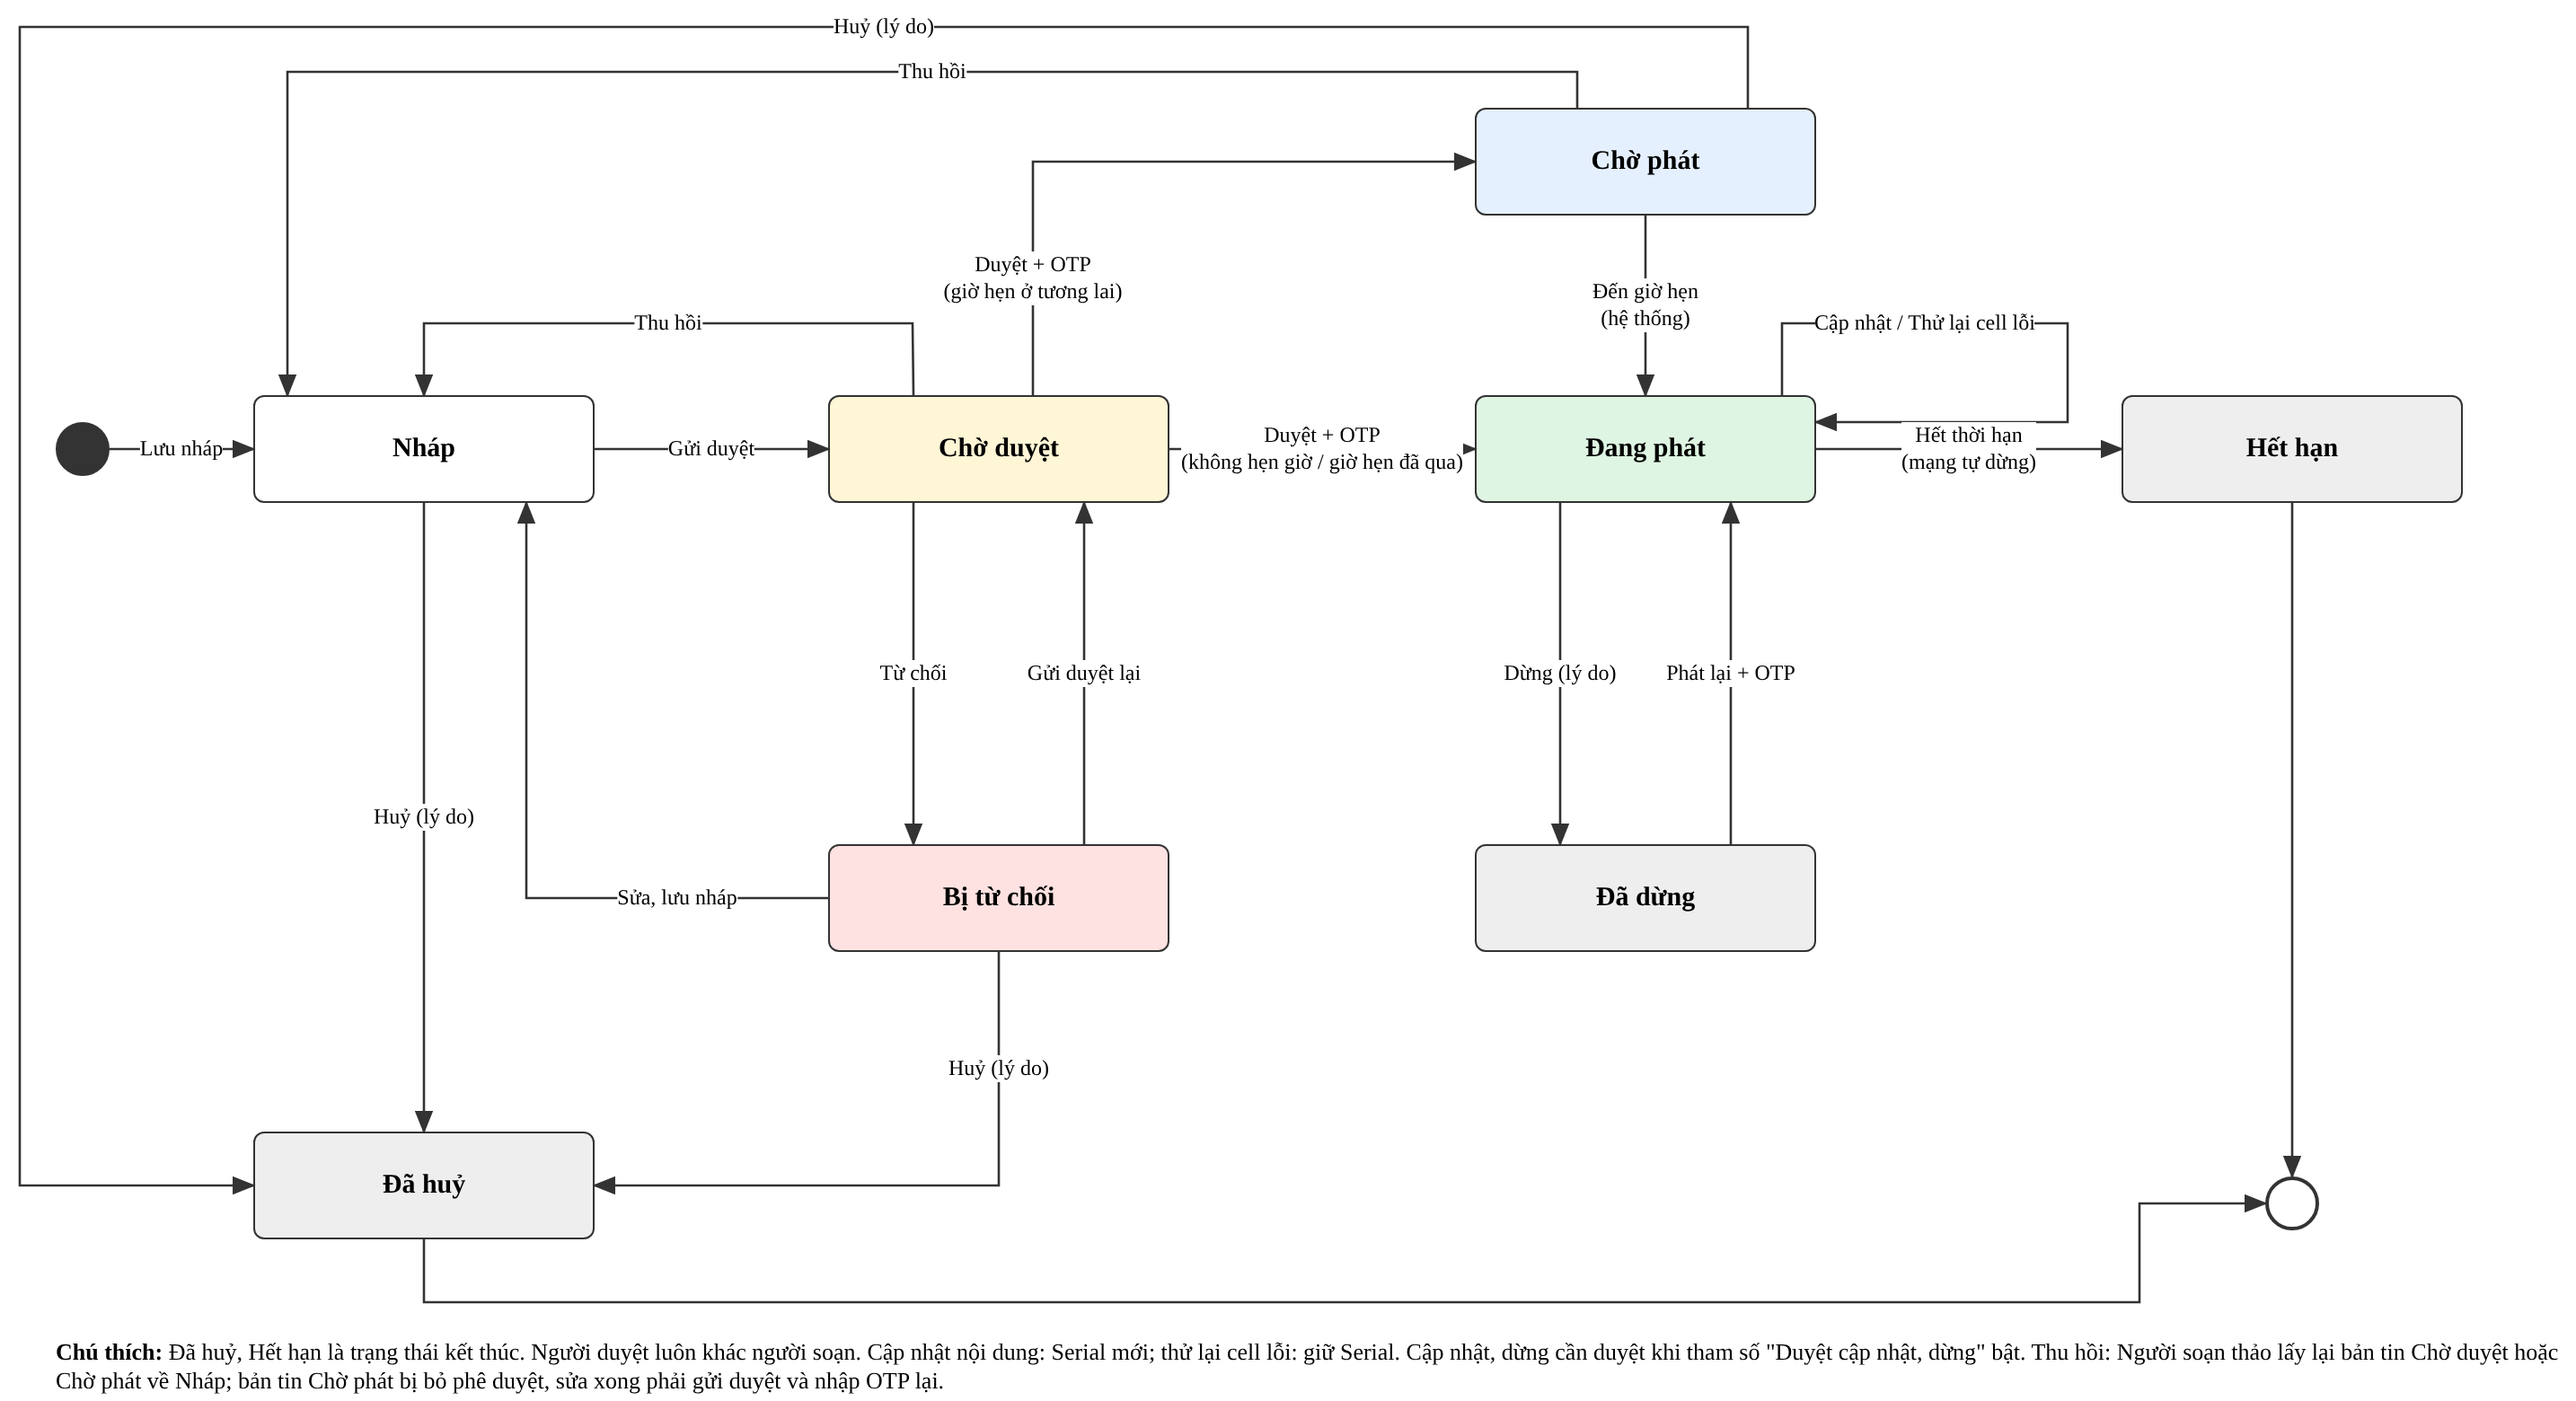 Huỷ (lý do)
Thu hồi
Chờ phát
Duyệt + OTP
(giờ hẹn ở tương lai)
Đến giờ hẹn
(hệ thống)
Thu hồi
Cập nhật / Thử lại cell lỗi
Lưu nháp
Nháp
Gửi duyệt
Chờ duyệt
Duyệt + OTP
(không hẹn giờ / giờ hẹn đã qua)
Đang phát
Hết thời hạn
(mạng tự dừng)
Hết hạn
Từ chối
Gửi duyệt lại
Dừng (lý do)
Phát lại + OTP
Huỷ (lý do)
Sửa, lưu nháp
Bị từ chối
Đã dừng
Huỷ (lý do)
Đã huỷ
Chú thích: Đã huỷ, Hết hạn là trạng thái kết thúc. Người duyệt luôn khác người soạn. Cập nhật nội dung: Serial mới; thử lại cell lỗi: giữ Serial. Cập nhật, dừng cần duyệt khi tham số "Duyệt cập nhật, dừng" bật. Thu hồi: Người soạn thảo lấy lại bản tin Chờ duyệt hoặc
Chờ phát về Nháp; bản tin Chờ phát bị bỏ phê duyệt, sửa xong phải gửi duyệt và nhập OTP lại.